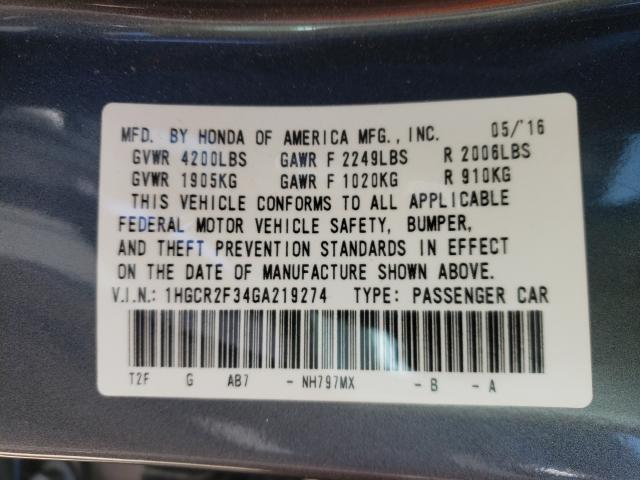 MFD. BY HONDA OF AMERICA MFG., INC. 05/'16
GVWR 4200LBS GAWR F 2249LBS R 2006LBS
GVWR 1905KG GAWR F 1020KG R 910KG
THIS VEHICLE CONFORMS TO ALL APPLICABLE
FEDERAL MOTOR VEHICLE SAFETY, BUMPER,
AND THEFT PREVENTION STANDARDS IN EFFECT
ON THE DATE OF MANUFACTURE SHOWN ABOVE.
V.I.N.: 1HGCR2F34GA219274 TYPE: PASSENGER CAR
T2F G AB7 - NH797MX - B - A